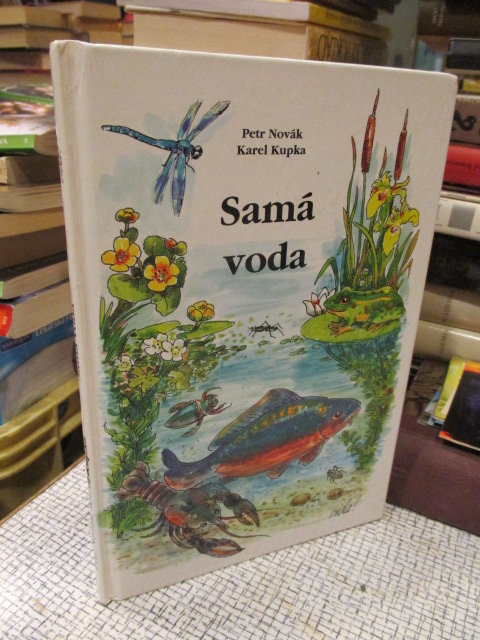 Petr Novák
Karel Kupka
Samá
voda